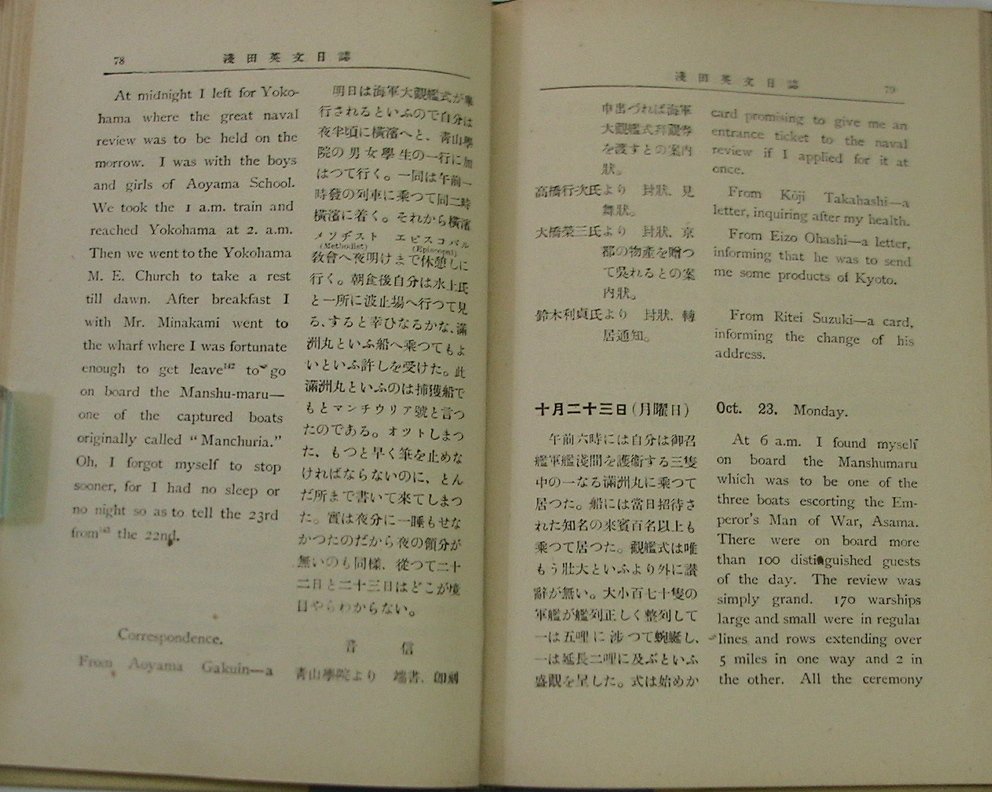 78
淺田英文日誌
At midnight I left for Yoko-
hama where the great naval
review was to be held on the
morrow. I was with the boys
and girls of Aoyama School.
We took the 1 a.m. train and
reached Yokohama at 2. a.m.
Then we went to the Yokohama
M. E. Church to take a rest
till dawn. After breakfast I
with Mr. Minakami went to
the wharf where I was fortunate
enough to get leave¹⁴² to go
on board the Manshu-maru—
one of the captured boats
originally called “Manchuria.”
Oh, I forgot myself to stop
sooner, for I had no sleep or
no night so as to tell the 23rd
from¹⁴³ the 22nd.
明日は海軍大觀艦式が擧
行されるといふので自分は
夜半頃に橫濱へと、靑山學
院の男女學生の一行に加
はつて行く。一同は午前一
時發の列車に乘つて同二時
橫濱に着く。それから橫濱
メソヂスト エピスコパル
(Methodist) (Episcopal)
敎會へ夜明けまで休憩しに
行く。朝食後自分は水上氏
と一所に波止場へ行つて見
る、すると幸ひなるかな、滿
洲丸といふ船へ乘つてもよ
いといふ許しを受けた。此
滿洲丸といふのは捕獲船で
もとマンチウリア號と言つ
たのである。オツトしまつ
た、もつと早く筆を止めな
ければならないのに、とん
だ所まで書いて來てしまつ
た。實は夜分に一睡もせな
かつたのだから夜の領分が
無いのも同樣、從つて二十
二日と二十三日はどこが境
目やらわからない。
Correspondence.
From Aoyama Gakuin—a
音信
靑山學院より 端書、印刷
淺田英文日誌
79
申出づれば海軍
大觀艦式拜觀券
を渡すとの案內
狀。
高橋行次氏より 封狀、見
舞狀。
大橋榮三氏より 封狀、京
都の物產を贈つ
て吳れるとの案
內狀。
鈴木利貞氏より 封狀、轉
居通知。
card promising to give me an
entrance ticket to the naval
review if I applied for it at
once.
From Kōji Takahashi—a
letter, inquiring after my health.
From Eizo Ohashi—a letter,
informing that he was to send
me some products of Kyoto.
From Ritei Suzuki—a card,
informing the change of his
address.
十月二十三日(月曜日)
午前六時には自分は御召
艦軍艦淺間を護衞する三隻
中の一なる滿洲丸に乘つて
居つた。船には當日招待さ
れた知名の來賓百名以上も
乘つて居つた。觀艦式は唯
もう壯大といふより外に讃
辭が無い。大小百七十隻の
軍艦が艦列正しく整列して
一は五哩に涉つて蜿蜒し、
一は延長二哩に及ぶといふ
盛觀を呈した。式は始めか
Oct. 23. Monday.
At 6 a.m. I found myself
on board the Manshumaru
which was to be one of the
three boats escorting the Em-
peror's Man of War, Asama.
There were on board more
than 100 distinguished guests
of the day. The review was
simply grand. 170 warships
large and small were in regular
lines and rows extending over
5 miles in one way and 2 in
the other. All the ceremony